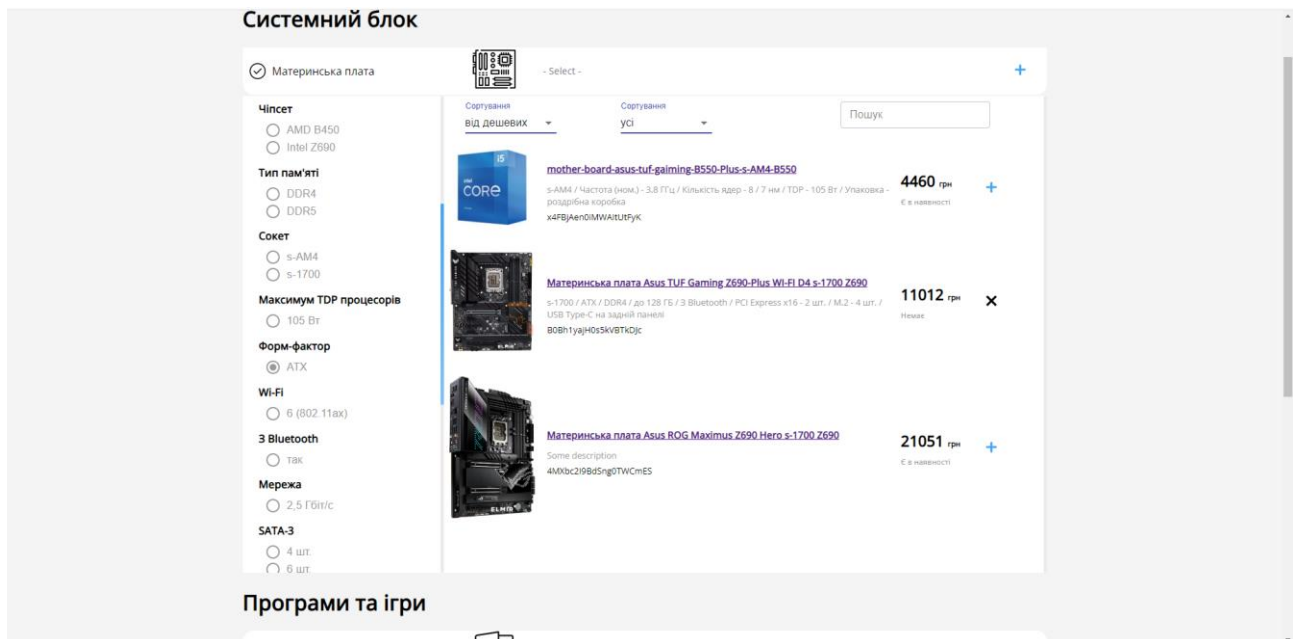 Системний блок
Материнська плата
- Select -
+
Чіпсет
AMD B450
Intel Z690
Тип пам'яті
DDR4
DDR5
Сокет
s-AM4
s-1700
Максимум TDP процесорів
105 Вт
Форм-фактор
ATX
Wi-Fi
6 (802.11ax)
З Bluetooth
так
Мережа
2,5 Гбіт/с
SATA-3
4 шт.
6 шт.
Сортування
від дешевих
Сортування
усі
Пошук
i5
intel
CORe
mother-board-asus-tuf-gaiming-B550-Plus-s-AM4-B550
s-AM4 / Частота (ном.) - 3,8 ГГц / Кількість ядер - 8 / 7 нм / TDP - 105 Вт / Упаковка -
роздрібна коробка
x4FBjAen0iMWAitUtFyK
4460 грн
Є в наявності
+
ELMIR
Материнська плата Asus TUF Gaming Z690-Plus WI-FI D4 s-1700 Z690
s-1700 / ATX / DDR4 / до 128 ГБ / З Bluetooth / PCI Express x16 - 2 шт. / M.2 - 4 шт. /
USB Type-C на задній панелі
B0Bh1yajH0s5kVBTkDJc
11012 грн
Немає
ELMIR
Материнська плата Asus ROG Maximus Z690 Hero s-1700 Z690
Some description
4MXbc2I9BdSng0TWCmES
21051 грн
Є в наявності
+
Програми та ігри